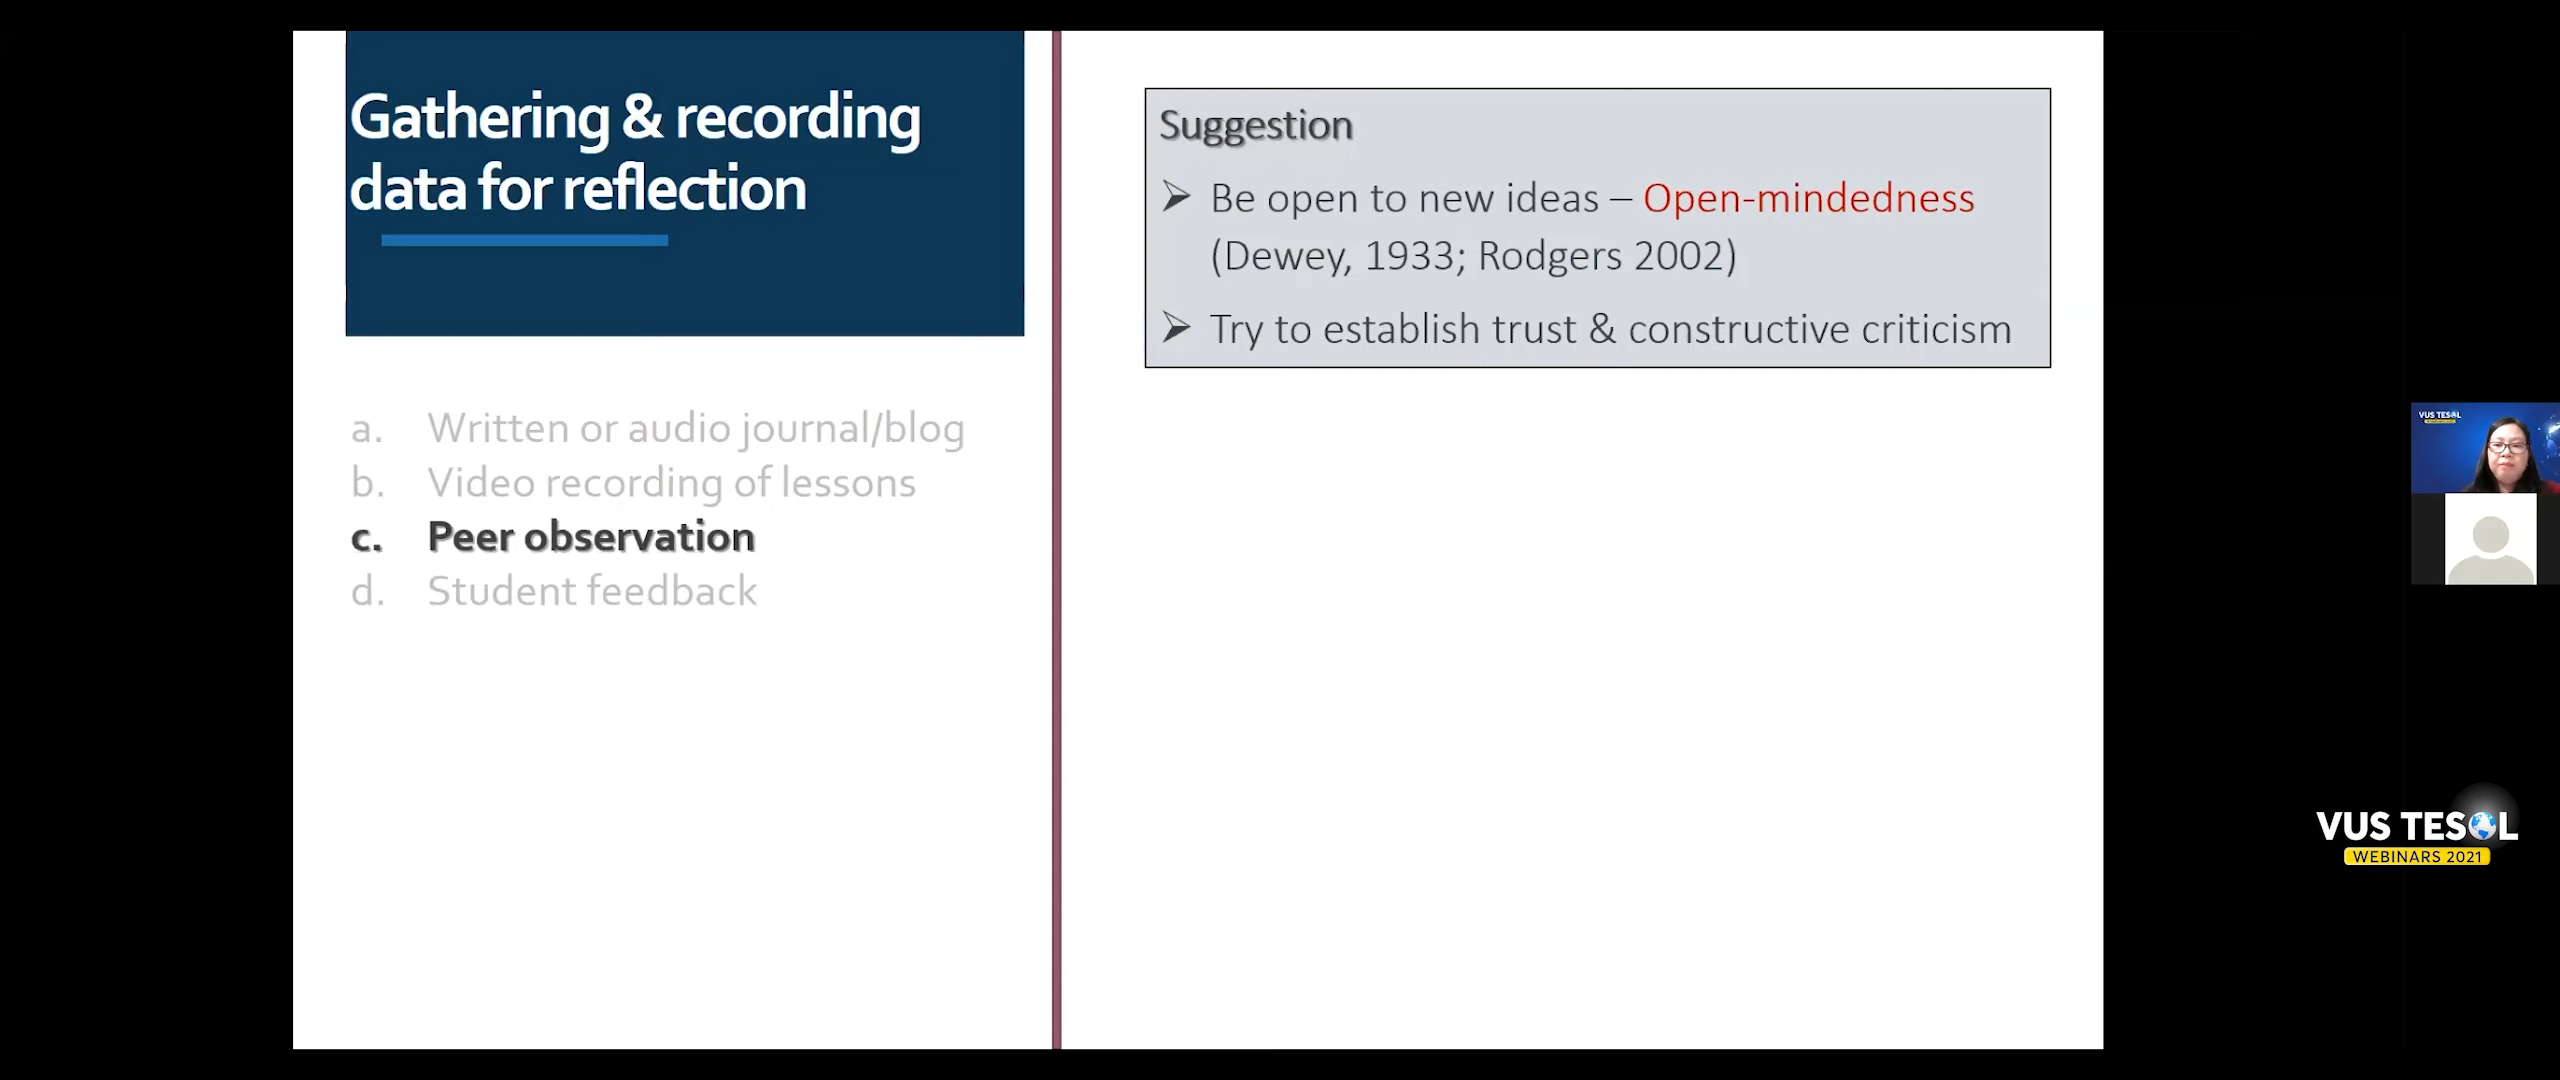 Gathering & recording
data for reflection
a. Written or audio journal/blog
b. Video recording of lessons
c. Peer observation
d. Student feedback
Suggestion
➢ Be open to new ideas – Open-mindedness
(Dewey, 1933; Rodgers 2002)
➢ Try to establish trust & constructive criticism
VUS TESOL
VUS TESOL
WEBINARS 2021